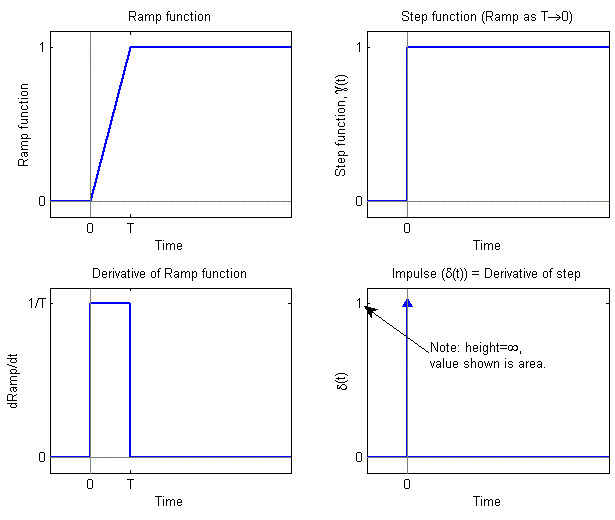 Ramp function
1
Ramp function
0
0
T
Time
Step function (Ramp as T→0)
1
Step function, γ(t)
0
0
Time
Derivative of Ramp function
1/T
dRamp/dt
0
0
T
Time
Impulse (δ(t)) = Derivative of step
1
Note: height=∞,
value shown is area.
δ(t)
0
0
Time